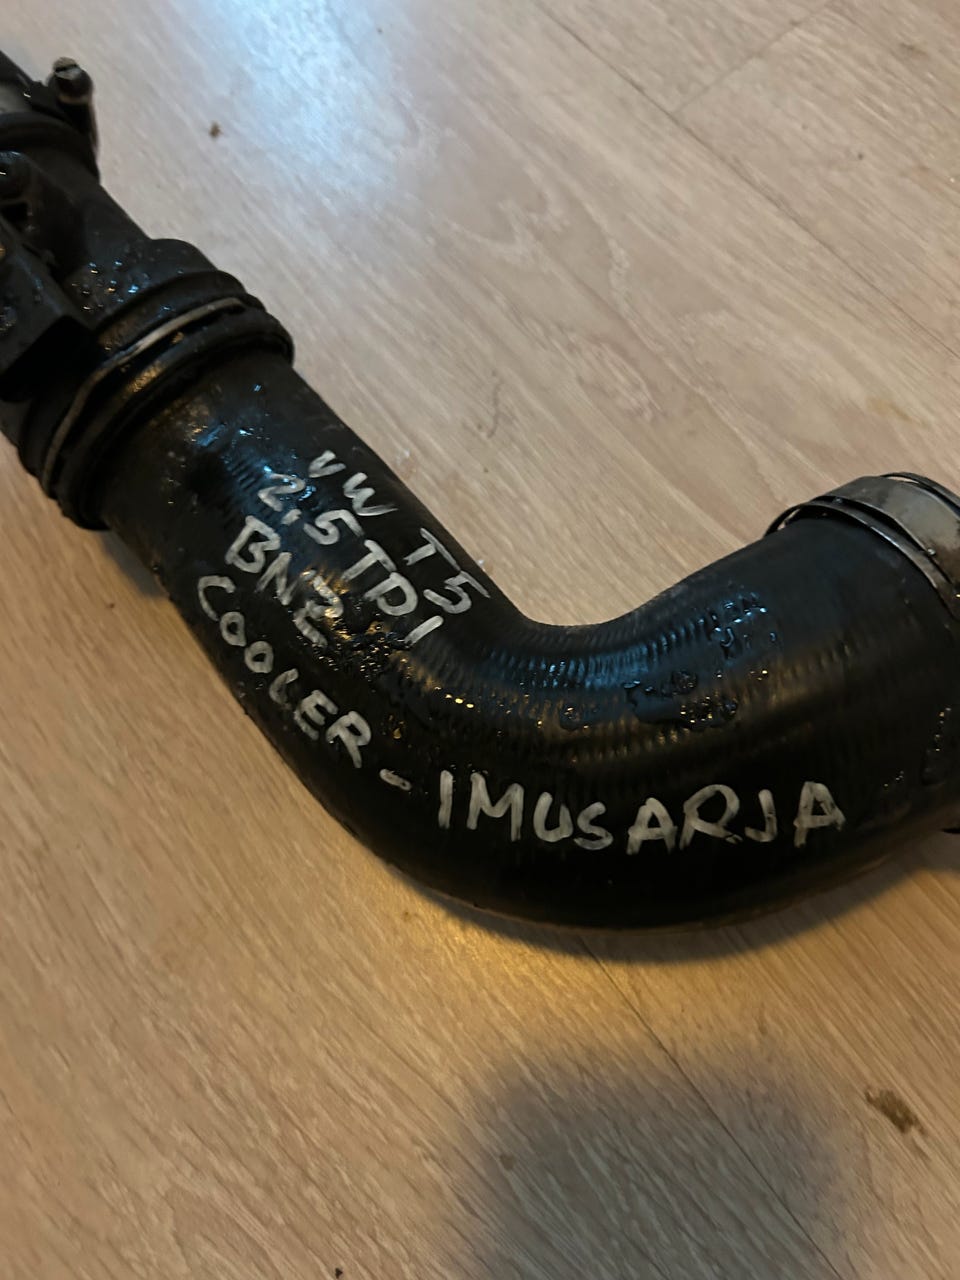 VW T5
2.5 TDI
BNZ
COOLER - IMUSARJA